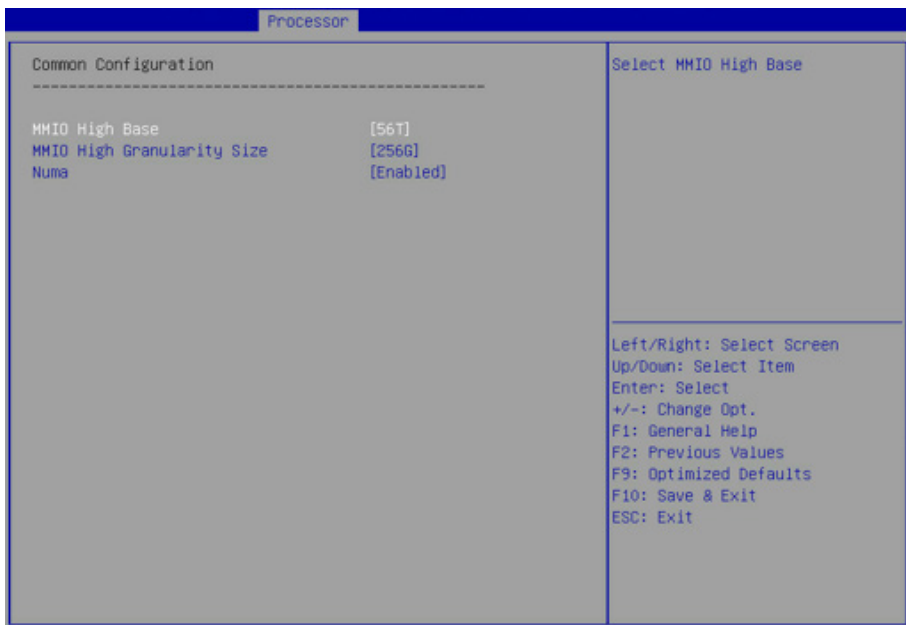 Processor
Common Configuration
--------------------------------------------------
MMIO High Base [56T]
MMIO High Granularity Size [256G]
Numa [Enabled]
Select MMIO High Base
Left/Right: Select Screen
Up/Down: Select Item
Enter: Select
+/-: Change Opt.
F1: General Help
F2: Previous Values
F9: Optimized Defaults
F10: Save & Exit
ESC: Exit